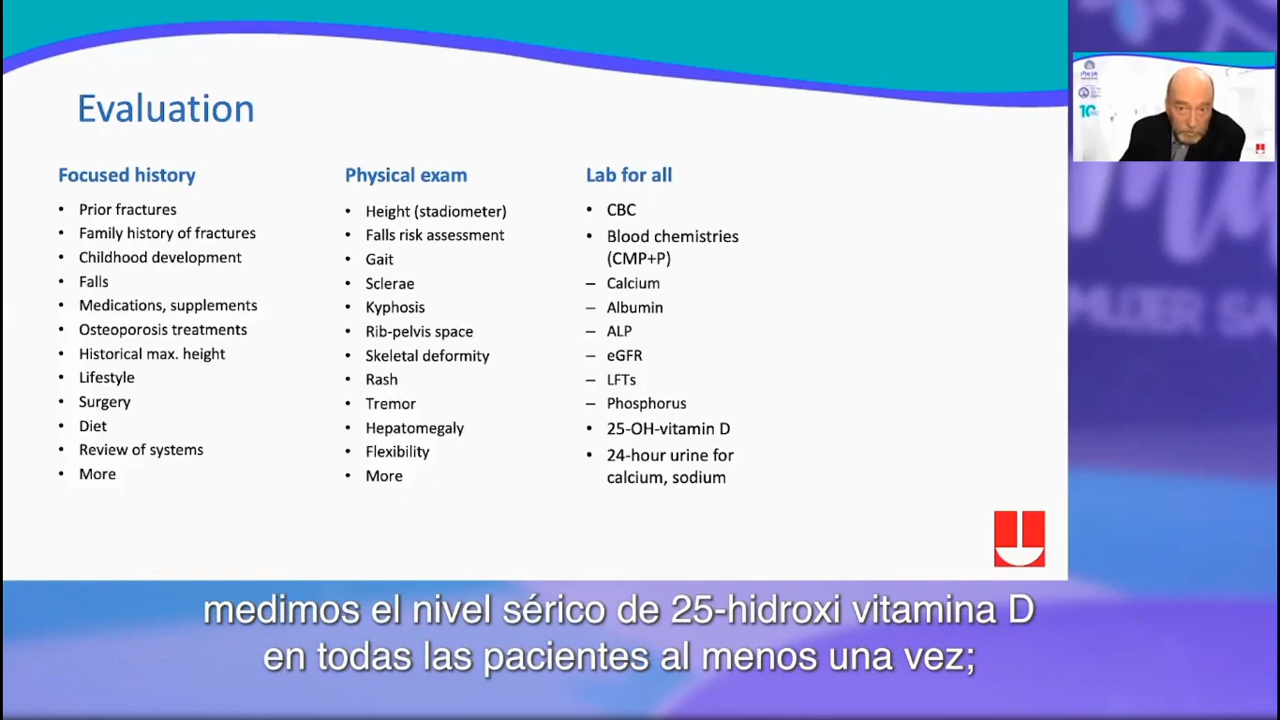 Evaluation
Focused history
• Prior fractures
• Family history of fractures
• Childhood development
• Falls
• Medications, supplements
• Osteoporosis treatments
• Historical max. height
• Lifestyle
• Surgery
• Diet
• Review of systems
• More
Physical exam
• Height (stadiometer)
• Falls risk assessment
• Gait
• Sclerae
• Kyphosis
• Rib-pelvis space
• Skeletal deformity
• Rash
• Tremor
• Hepatomegaly
• Flexibility
• More
Lab for all
• CBC
• Blood chemistries
(CMP+P)
– Calcium
– Albumin
– ALP
– eGFR
– LFTs
– Phosphorus
• 25-OH-vitamin D
• 24-hour urine for
calcium, sodium
medimos el nivel sérico de 25-hidroxi vitamina D
en todas las pacientes al menos una vez;